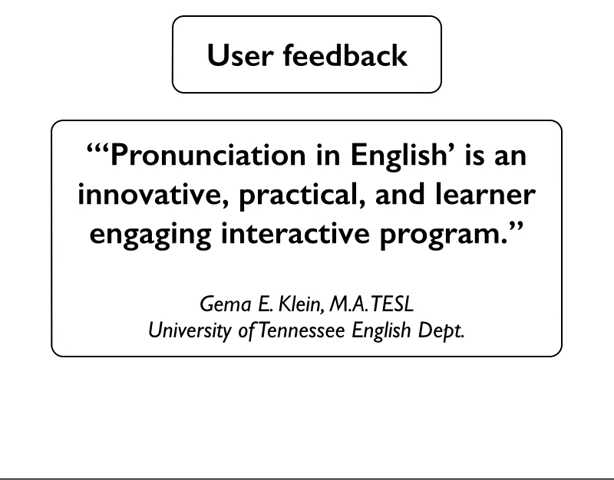 User feedback
“‘Pronunciation in English’ is an
innovative, practical, and learner
engaging interactive program.”
Gema E. Klein, M.A.TESL
University of Tennessee English Dept.